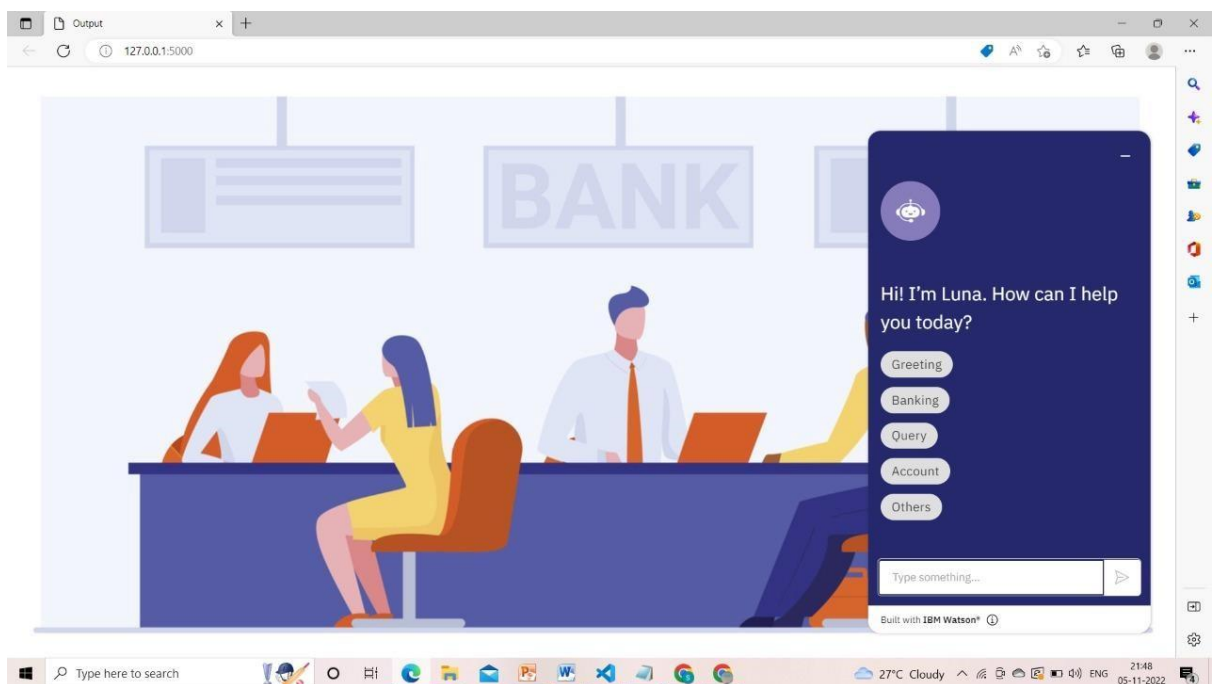 Output
127.0.0.1:5000
BANK
Hi! I'm Luna. How can I help
you today?
Greeting
Banking
Query
Account
Others
Type something...
Built with IBM Watson®
Type here to search
27°C Cloudy
ENG
21:48
05-11-2022
4